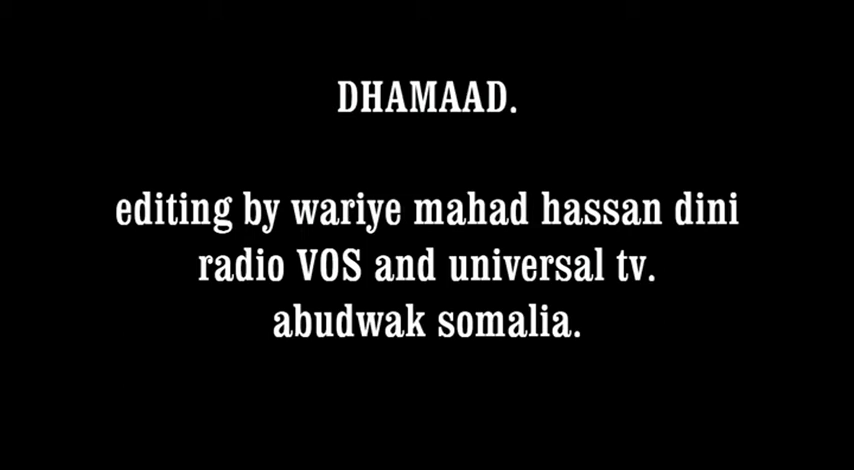 DHAMAAD.
editing by wariye mahad hassan dini
radio VOS and universal tv.
abudwak somalia.